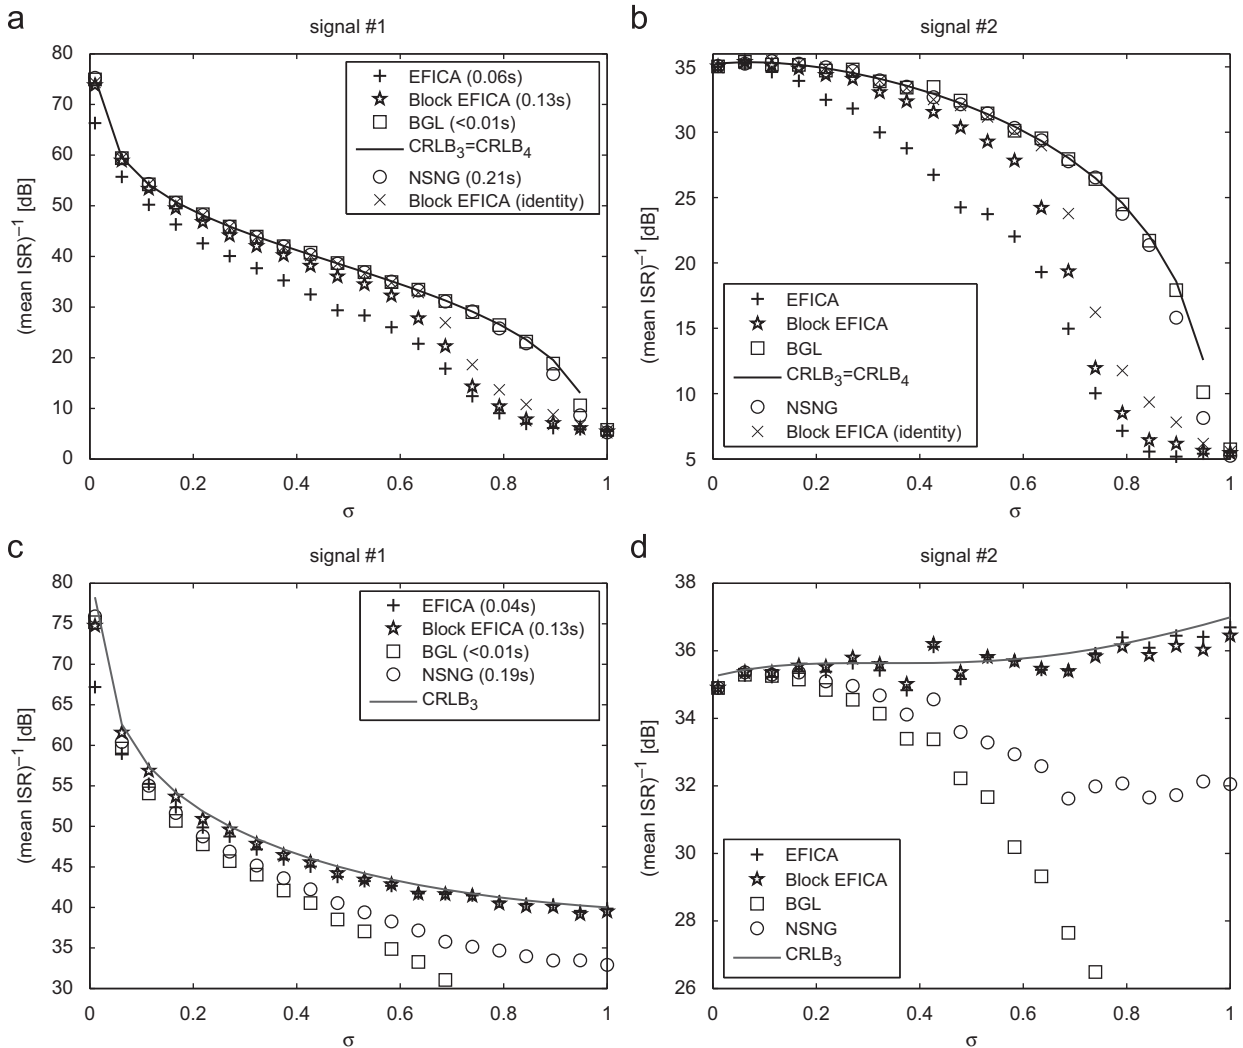 a
signal #1
80
70
60
50
40
30
20
10
0
(mean ISR)⁻¹ [dB]
EFICA (0.06s)
Block EFICA (0.13s)
BGL (<0.01s)
CRLB₃=CRLB₄
NSNG (0.21s)
Block EFICA (identity)
0 0.2 0.4 0.6 0.8 1
σ
b
signal #2
35
30
25
20
15
10
5
(mean ISR)⁻¹ [dB]
EFICA
Block EFICA
BGL
CRLB₃=CRLB₄
NSNG
Block EFICA (identity)
0 0.2 0.4 0.6 0.8 1
σ
c
signal #1
80
75
70
65
60
55
50
45
40
35
30
(mean ISR)⁻¹ [dB]
EFICA (0.04s)
Block EFICA (0.13s)
BGL (<0.01s)
NSNG (0.19s)
CRLB₃
0 0.2 0.4 0.6 0.8 1
σ
d
signal #2
38
36
34
32
30
28
26
(mean ISR)⁻¹ [dB]
EFICA
Block EFICA
BGL
NSNG
CRLB₃
0 0.2 0.4 0.6 0.8 1
σ